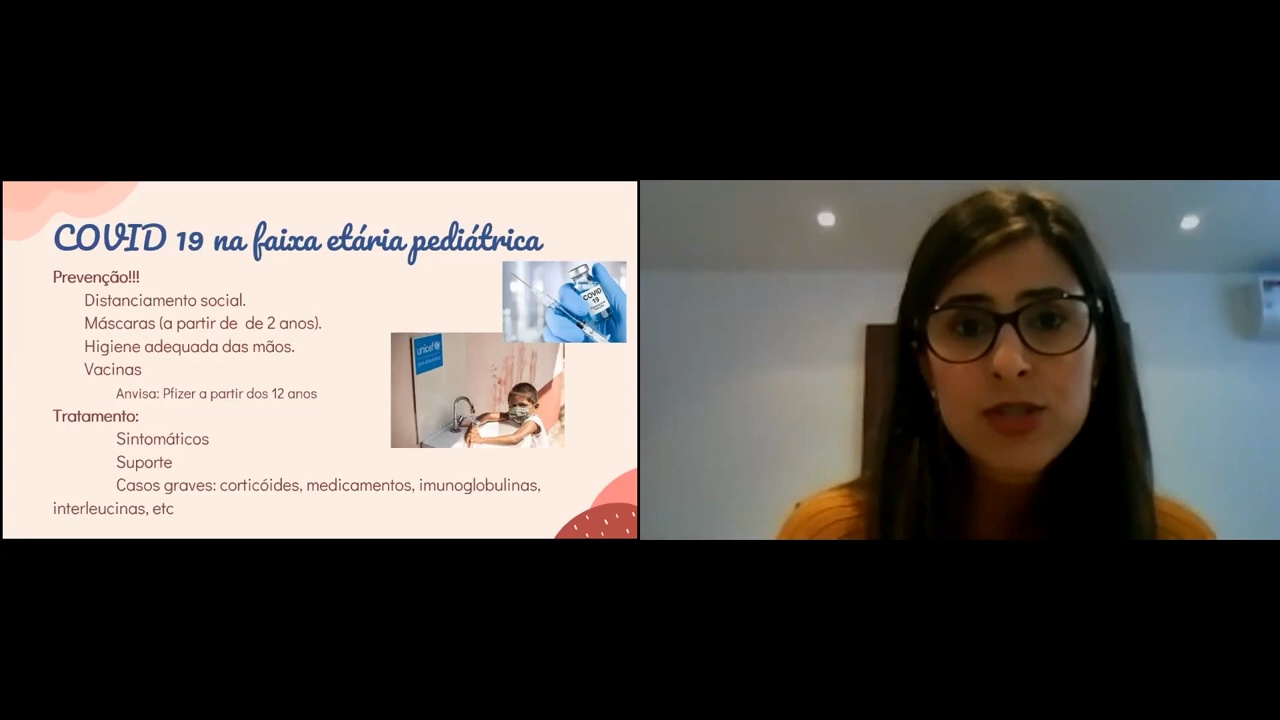 COVID 19 na faixa etária pediátrica
Prevenção!!!
Distanciamento social.
Máscaras (a partir de de 2 anos).
Higiene adequada das mãos.
Vacinas
Anvisa: Pfizer a partir dos 12 anos
Tratamento:
Sintomáticos
Suporte
Casos graves: corticóides, medicamentos, imunoglobulinas,
interleucinas, etc
COVID
19
unicef